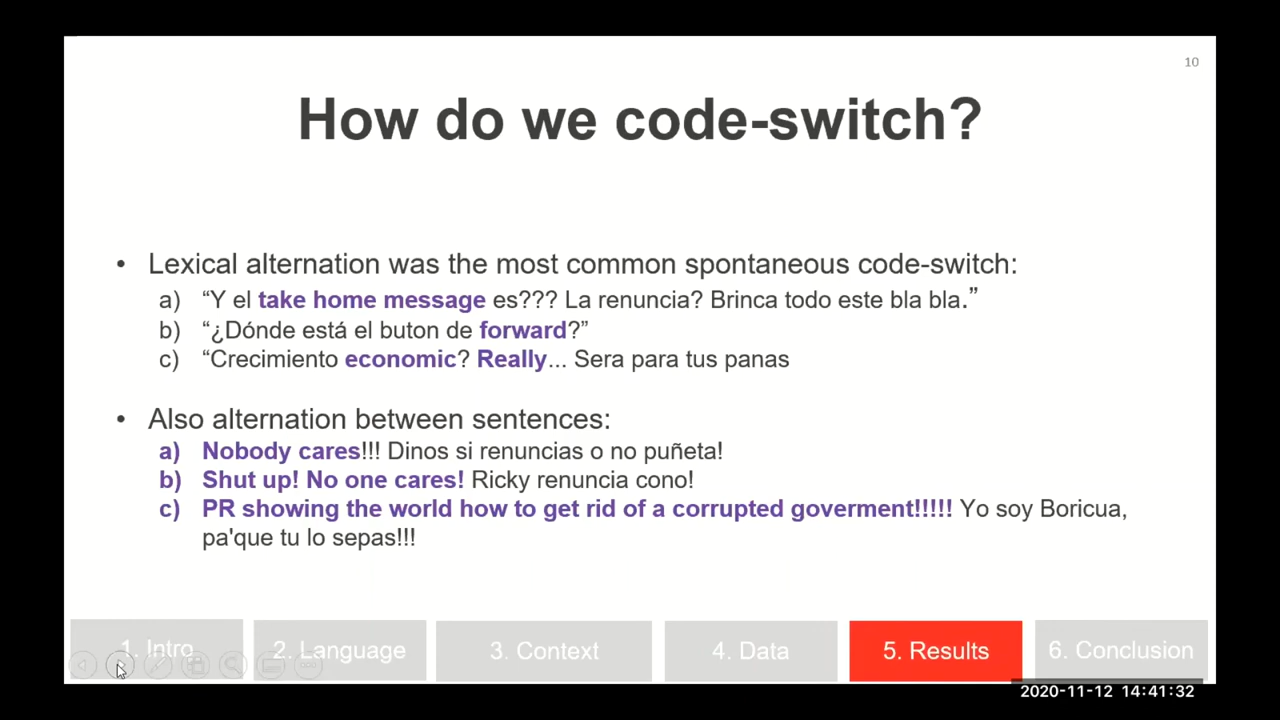 10
How do we code-switch?
• Lexical alternation was the most common spontaneous code-switch:
a) “Y el take home message es??? La renuncia? Brinca todo este bla bla.”
b) “¿Dónde está el buton de forward?”
c) “Crecimiento economic? Really... Sera para tus panas
• Also alternation between sentences:
a) Nobody cares!!! Dinos si renuncias o no puñeta!
b) Shut up! No one cares! Ricky renuncia cono!
c) PR showing the world how to get rid of a corrupted goverment!!!!! Yo soy Boricua,
pa'que tu lo sepas!!!
1. Intro 2. Language 3. Context 4. Data 5. Results 6. Conclusion
2020-11-12 14:41:32